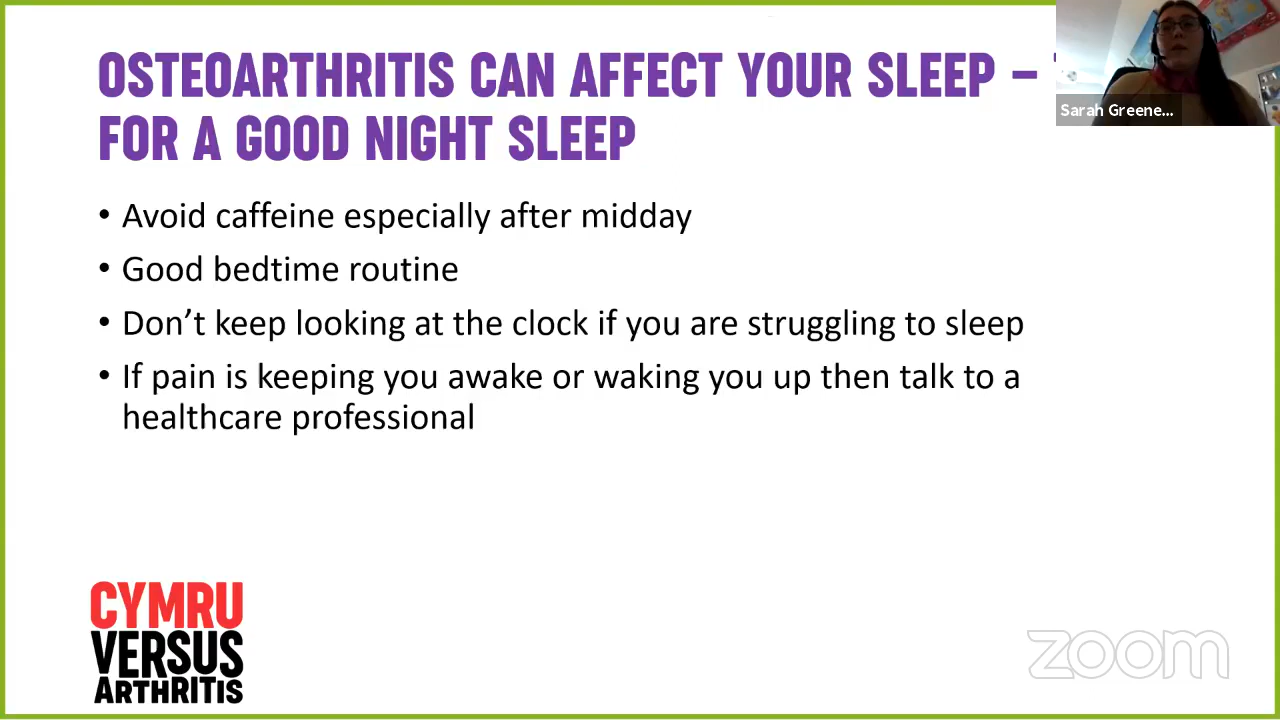 OSTEOARTHRITIS CAN AFFECT YOUR SLEEP –
FOR A GOOD NIGHT SLEEP
Sarah Greene...
• Avoid caffeine especially after midday
• Good bedtime routine
• Don’t keep looking at the clock if you are struggling to sleep
• If pain is keeping you awake or waking you up then talk to a
healthcare professional
CYMRU
VERSUS
ARTHRITIS
zoom